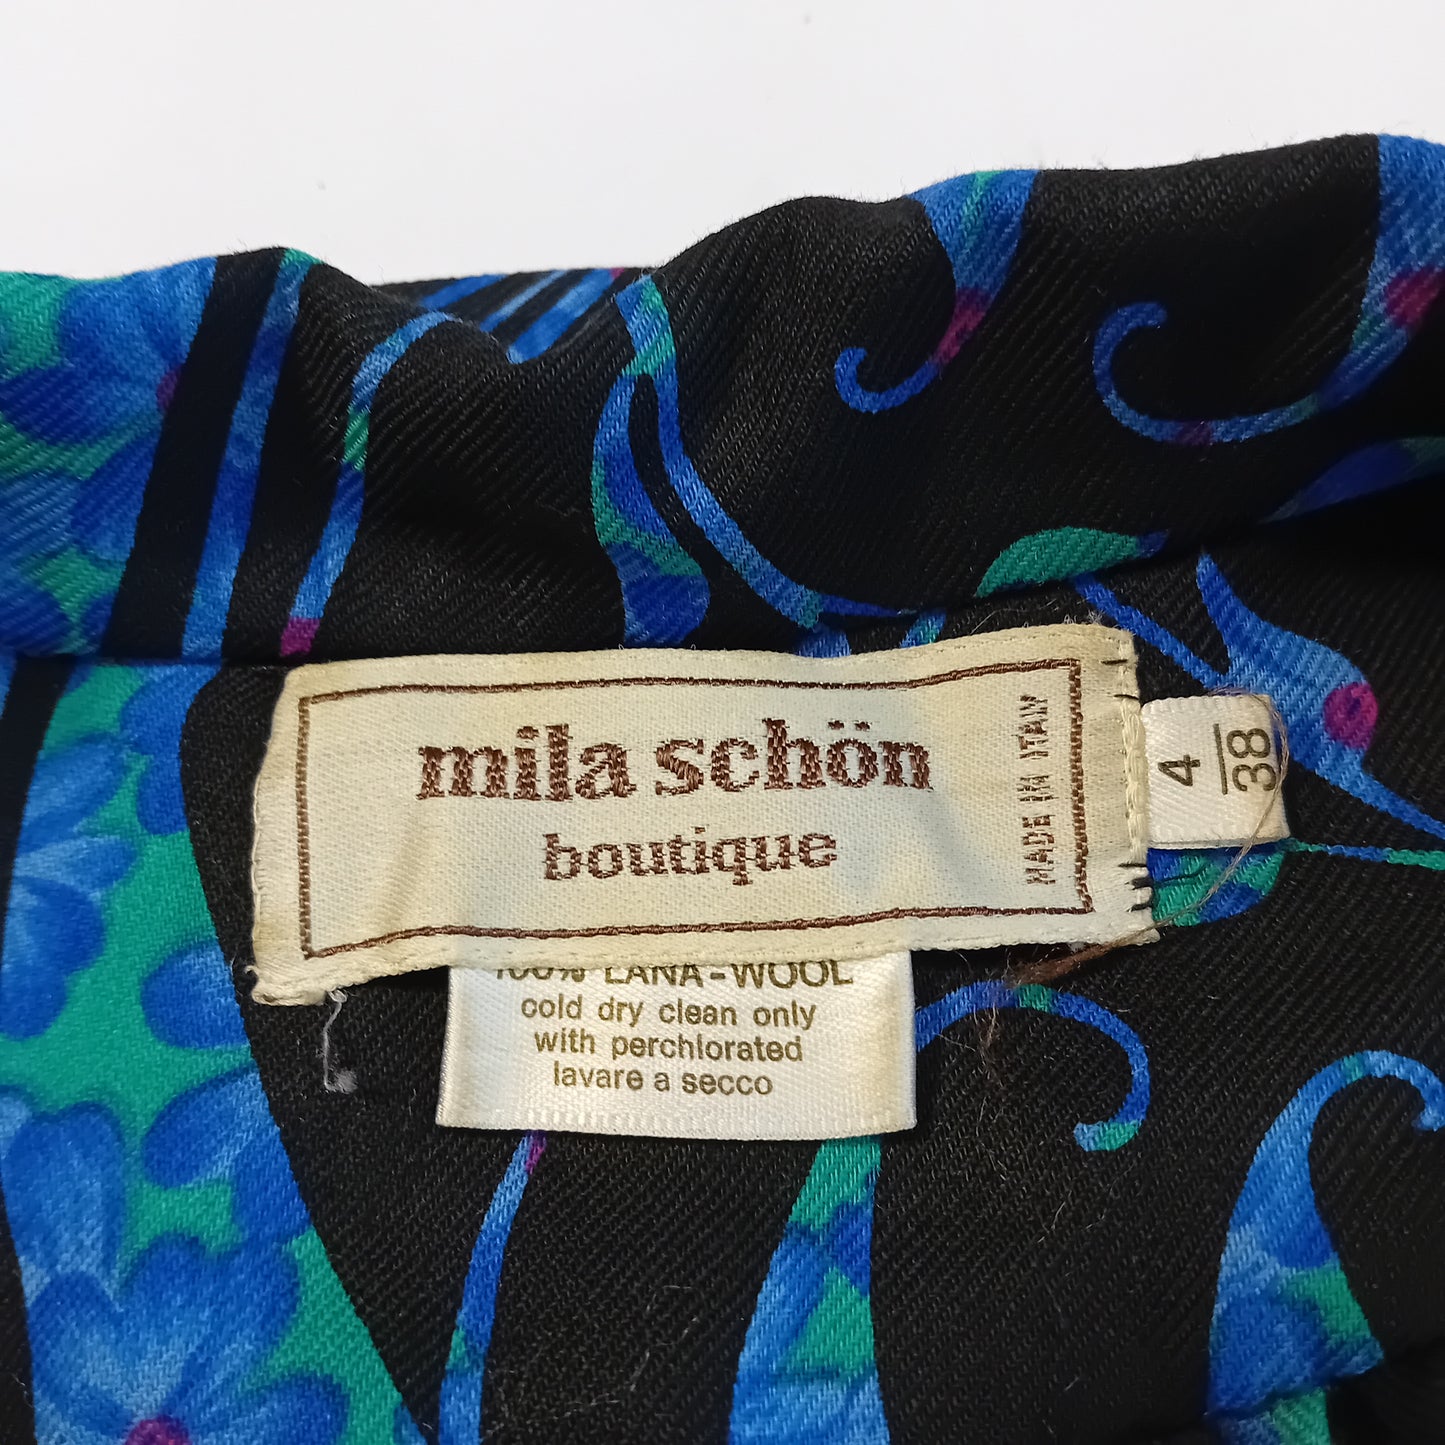 mila schön
boutique
MADE IN ITALY
4
38
100% LANA-WOOL
cold dry clean only
with perchlorated
lavare a secco